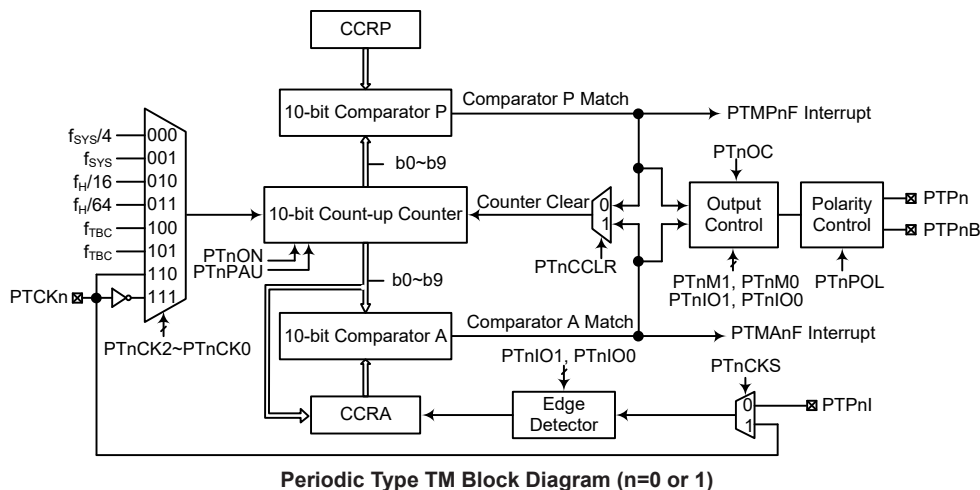 CCRP
10-bit Comparator P
Comparator P Match
PTMPnF Interrupt
b0~b9
fSYS/4
fSYS
fH/16
fH/64
fTBC
fTBC
000
001
010
011
100
101
110
111
PTCKn
PTnCK2~PTnCK0
10-bit Count-up Counter
PTnON
PTnPAU
Counter Clear
0
1
PTnCCLR
PTnOC
Output
Control
PTnM1, PTnM0
PTnIO1, PTnIO0
Polarity
Control
PTnPOL
PTPn
PTPnB
b0~b9
10-bit Comparator A
Comparator A Match
PTMAnF Interrupt
CCRA
PTnIO1, PTnIO0
Edge
Detector
PTnCKS
0
1
PTPnI
Periodic Type TM Block Diagram (n=0 or 1)